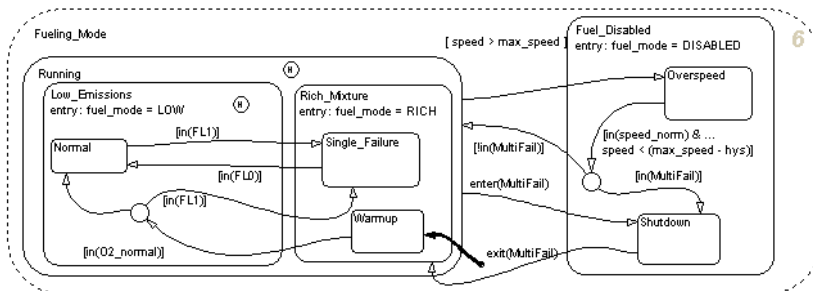 Fueling_Mode
[ speed > max_speed ]
Fuel_Disabled
entry: fuel_mode = DISABLED
6
H
Running
Overspeed
Low_Emissions
entry: fuel_mode = LOW
H
Rich_Mixture
entry: fuel_mode = RICH
[in(FL1)]
Normal
Single_Failure
[in(speed_norm) & ...
speed < (max_speed - hys)]
[!in(MultiFail)]
[in(FL0)]
[in(MultiFail)]
enter(MultiFail)
[in(FL1)]
Warmup
Shutdown
[in(O2_normal)]
exit(MultiFail)